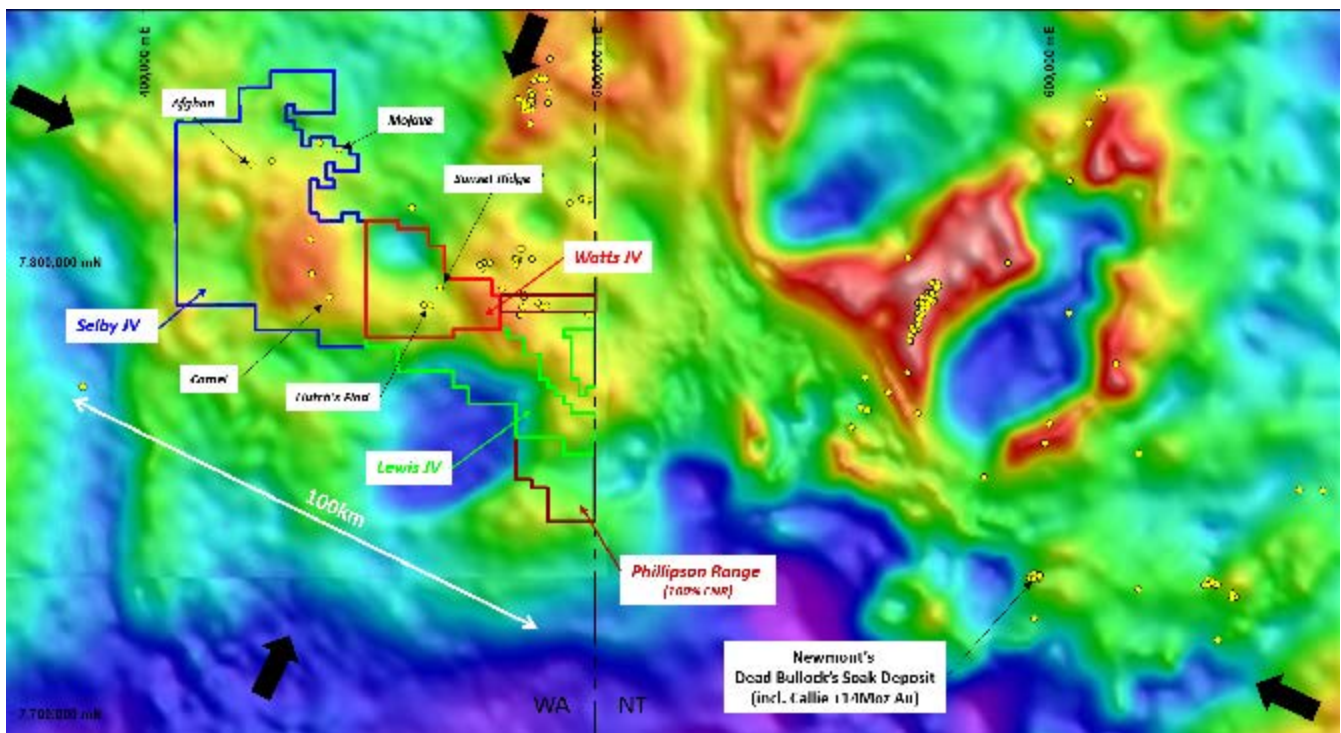 400,000 mE
500,000 mE
600,000 mE
Afghan
Mojave
Sunset Ridge
7,800,000 mN
Watts JV
Selby JV
Camel
Hutch's Find
Lewis JV
100km
Phillipson Range
(100%
Newmont's
Dead Bullock's Soak Deposit
(incl. Callie +14Moz Au)
WA
NT
7,700,000 mN